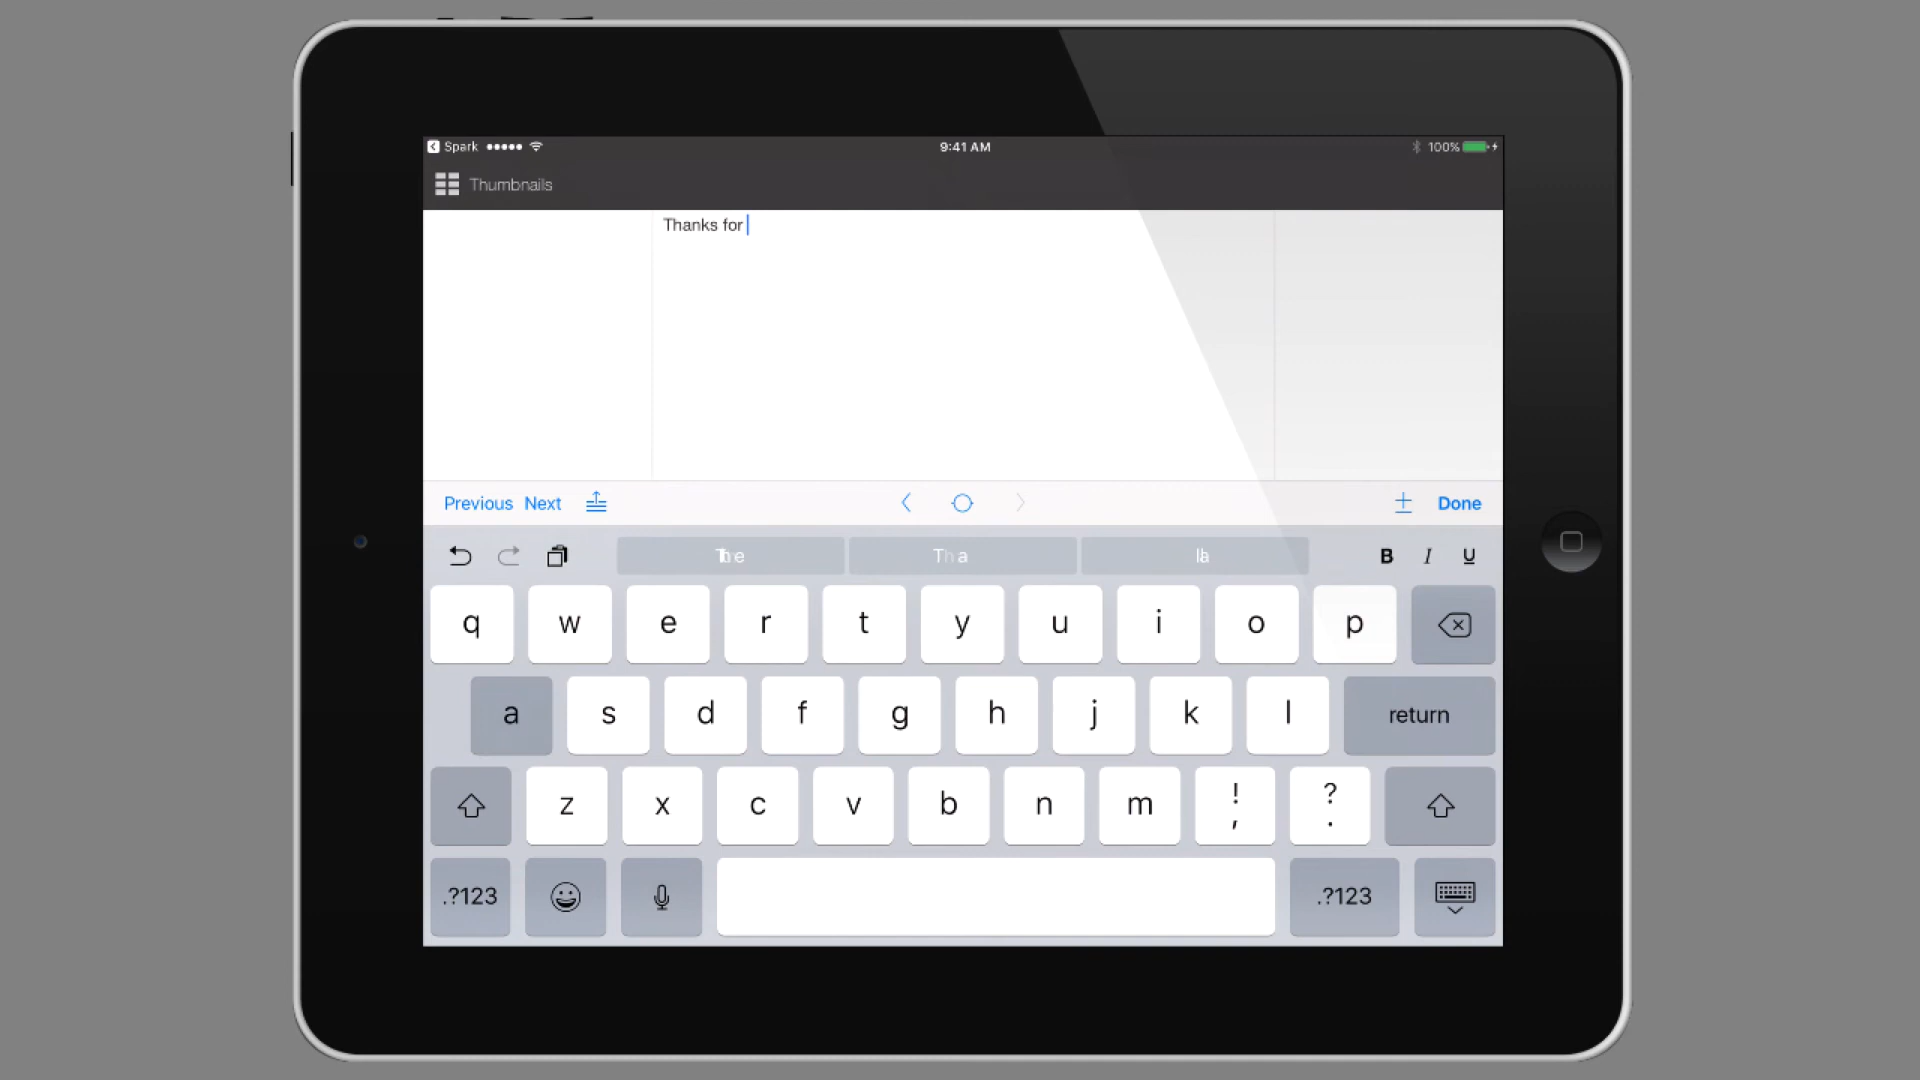 Spark
9:41 AM
100%
Thumbnails
Thanks for
Previous Next
Done
B I U
q w e r t y u i o p
a s d f g h j k l return
z x c v b n m ! , ? .
.?123 .?123